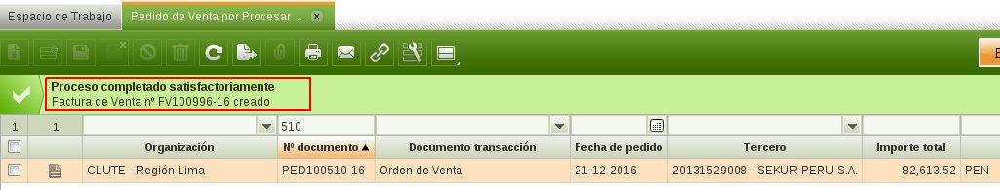 Espacio de Trabajo
Pedido de Venta por Procesar ...
Proceso completado satisfactoriamente
Factura de Venta nº FV100996-16 creado
1 1 510
Organización Nº documento Documento transacción Fecha de pedido Tercero Importe total
CLUTE - Región Lima PED100510-16 Orden de Venta 21-12-2016 20131529008 - SEKUR PERU S.A. 82,613.52 PEN